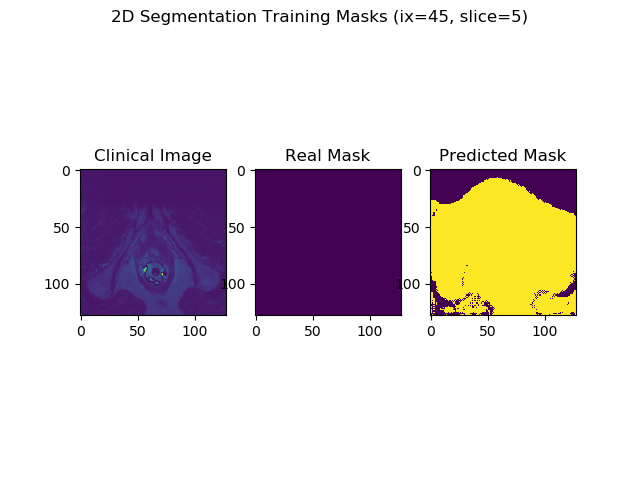 2D Segmentation Training Masks (ix=45, slice=5)
Clinical Image Real Mask Predicted Mask
0 0 0
50 50 50
100 100 100
0 50 100 0 50 100 0 50 100